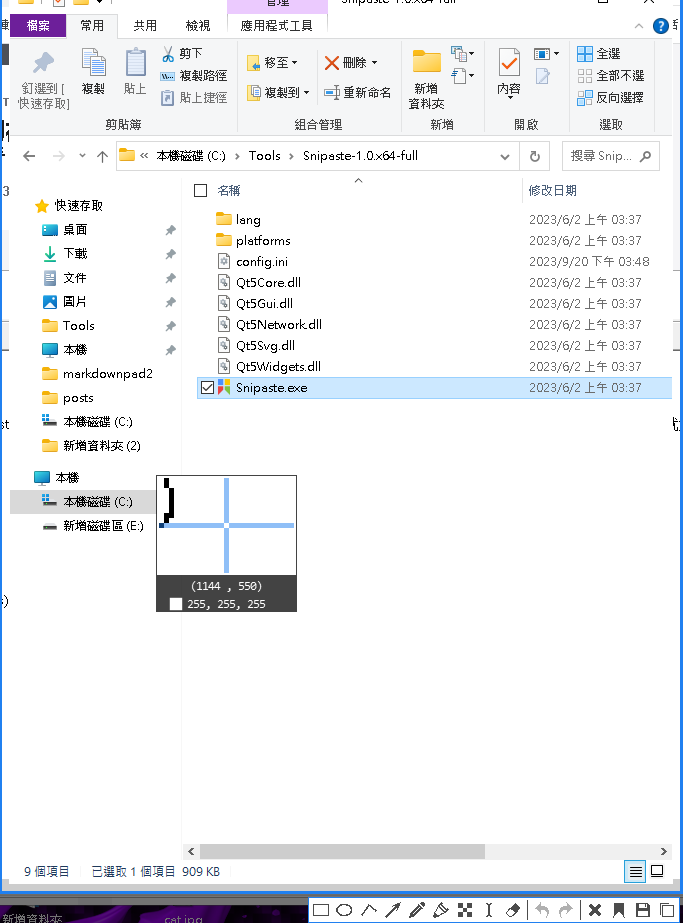 管理
Snipaste-1.0.x64-full
檔案
常用
共用
檢視
應用程式工具
釘選到 [
快速存取]
複製
貼上
剪下
複製路徑
貼上捷徑
剪貼簿
移至
複製到
刪除
重新命名
組合管理
新增
資料夾
新增
內容
開啟
全選
全部不選
反向選擇
選取
« 本機磁碟 (C:) › Tools › Snipaste-1.0.x64-full
搜尋 Snip...
名稱 修改日期
lang 2023/6/2 上午 03:37
platforms 2023/6/2 上午 03:37
config.ini 2023/9/20 下午 03:48
Qt5Core.dll 2023/6/2 上午 03:37
Qt5Gui.dll 2023/6/2 上午 03:37
Qt5Network.dll 2023/6/2 上午 03:37
Qt5Svg.dll 2023/6/2 上午 03:37
Qt5Widgets.dll 2023/6/2 上午 03:37
Snipaste.exe 2023/6/2 上午 03:37
快速存取
桌面
下載
文件
圖片
Tools
本機
markdownpad2
posts
本機磁碟 (C:)
新增資料夾 (2)
本機
本機磁碟 (C:)
新增磁碟區 (E:)
(1144 , 550)
255, 255, 255
9 個項目 已選取 1 個項目 909 KB
新增資料夾
cat.jpg